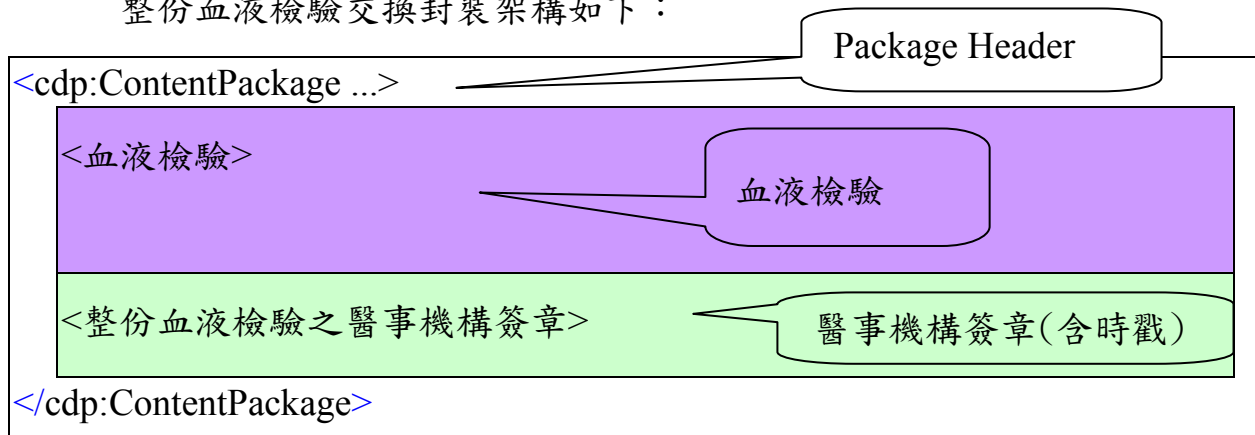 整份血液檢驗交換封裝架構如下：
Package Header
<cdp:ContentPackage ...>
<血液檢驗>
血液檢驗
<整份血液檢驗之醫事機構簽章>
醫事機構簽章(含時戳)
</cdp:ContentPackage>